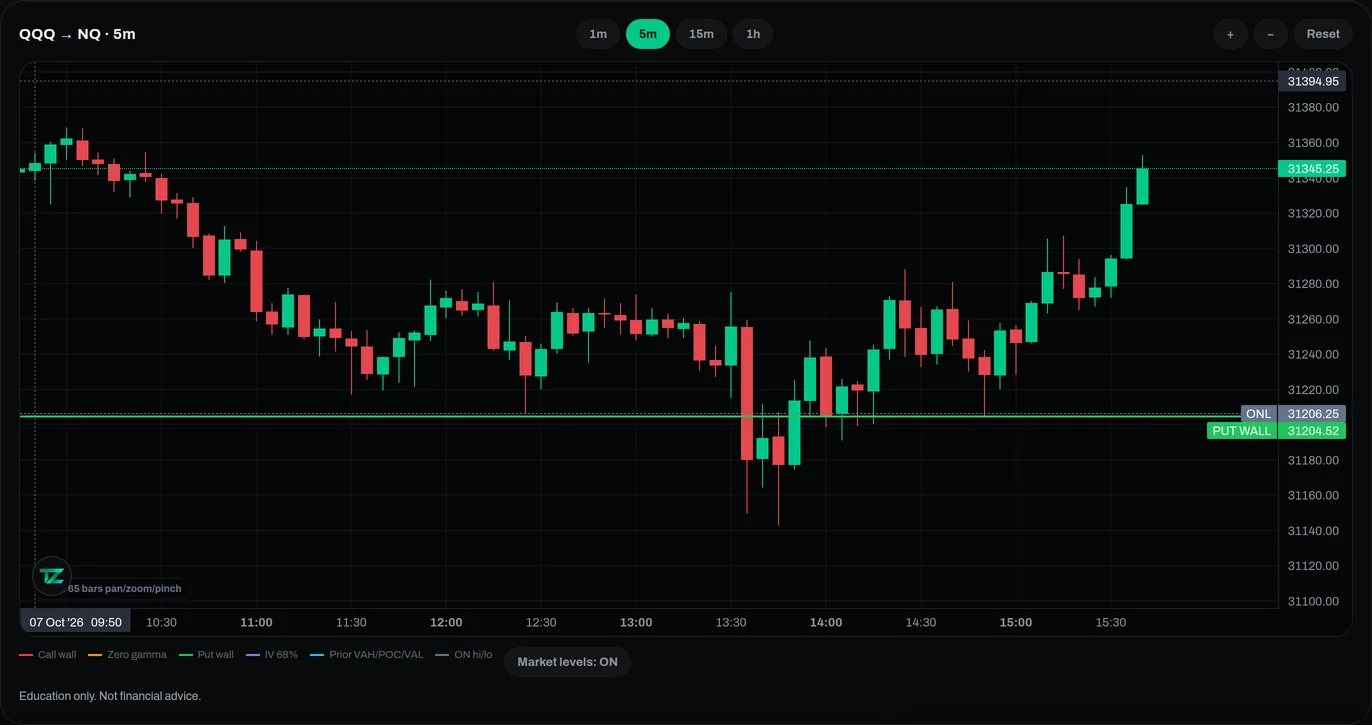 QQQ → NQ · 5m
1m 5m 15m 1h
+ − Reset
31400.00
31394.95
31380.00
31360.00
31345.25
31340.00
31320.00
31300.00
31280.00
31260.00
31240.00
31220.00
ONL 31206.25
PUT WALL 31204.52
31180.00
31160.00
31140.00
31120.00
31100.00
TZ
65 bars pan/zoom/pinch
07 Oct '26 09:50 10:30 11:00 11:30 12:00 12:30 13:00 13:30 14:00 14:30 15:00 15:30
Call wall Zero gamma Put wall IV 68% Prior VAH/POC/VAL ON hi/lo Market levels: ON
Education only. Not financial advice.